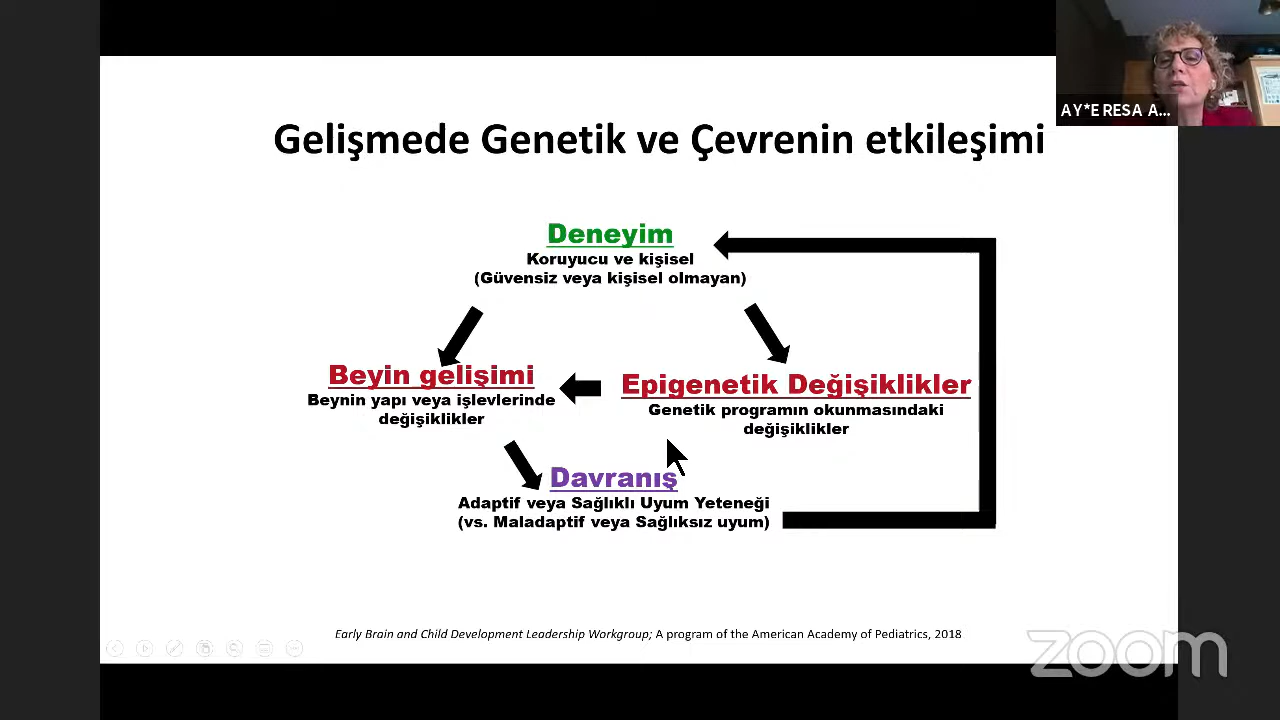 AY*E RESA A...
Gelişmede Genetik ve Çevrenin etkileşimi
Deneyim
Koruyucu ve kişisel
(Güvensiz veya kişisel olmayan)
Beyin gelişimi
Beynin yapı veya işlevlerinde
değişiklikler
Epigenetik Değişiklikler
Genetik programın okunmasındaki
değişiklikler
Davranış
Adaptif veya Sağlıklı Uyum Yeteneği
(vs. Maladaptif veya Sağlıksız uyum)
Early Brain and Child Development Leadership Workgroup; A program of the American Academy of Pediatrics, 2018
zoom